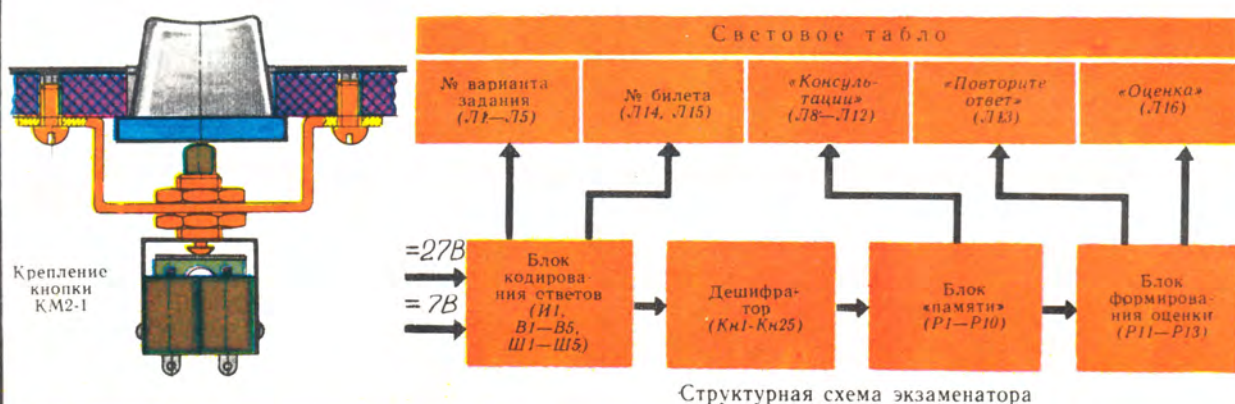 Световое табло
№ варианта
задания
(Л1—Л5)
№ билета
(Л14, Л15)
«Консуль-
тации»
(Л8—Л12)
«Повторите
ответ»
(Л13)
«Оценка»
(Л16)
=27В
=7В
Блок
кодирова-
ния ответов
(И1,
В1—В5,
Ш1—Ш5)
Дешифра-
тор
(Кн1-Кн25)
Блок
«памяти»
(Р1—Р10)
Блок
формирова-
ния оценки
(Р11—Р13)
Крепление
кнопки
КМ2-1
Структурная схема экзаменатора